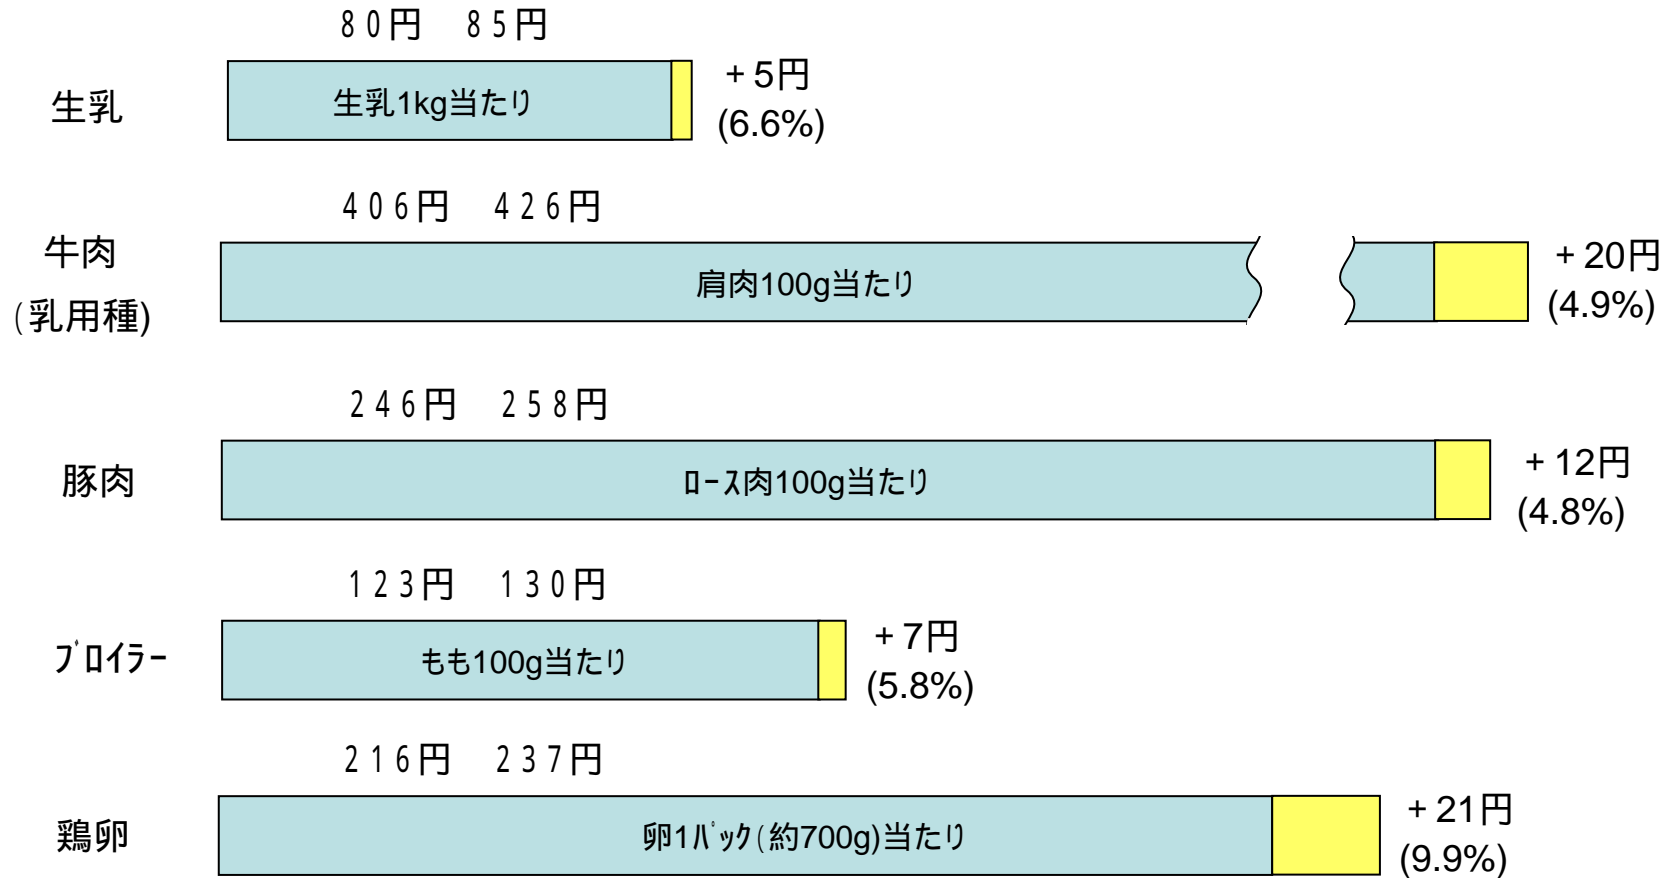 ８０円　８５円
生乳
生乳1kg当たり
+ 5円
(6.6%)
４０６円　４２６円
牛肉
(乳用種)
肩肉100g当たり
+ 20円
(4.9%)
２４６円　２５８円
豚肉
ﾛｰｽ肉100g当たり
+ 12円
(4.8%)
１２３円　１３０円
ﾌﾞﾛｲﾗｰ
もも100g当たり
+ 7円
(5.8%)
２１６円　２３７円
鶏卵
卵1ﾊﾟｯｸ(約700g)当たり
+ 21円
(9.9%)